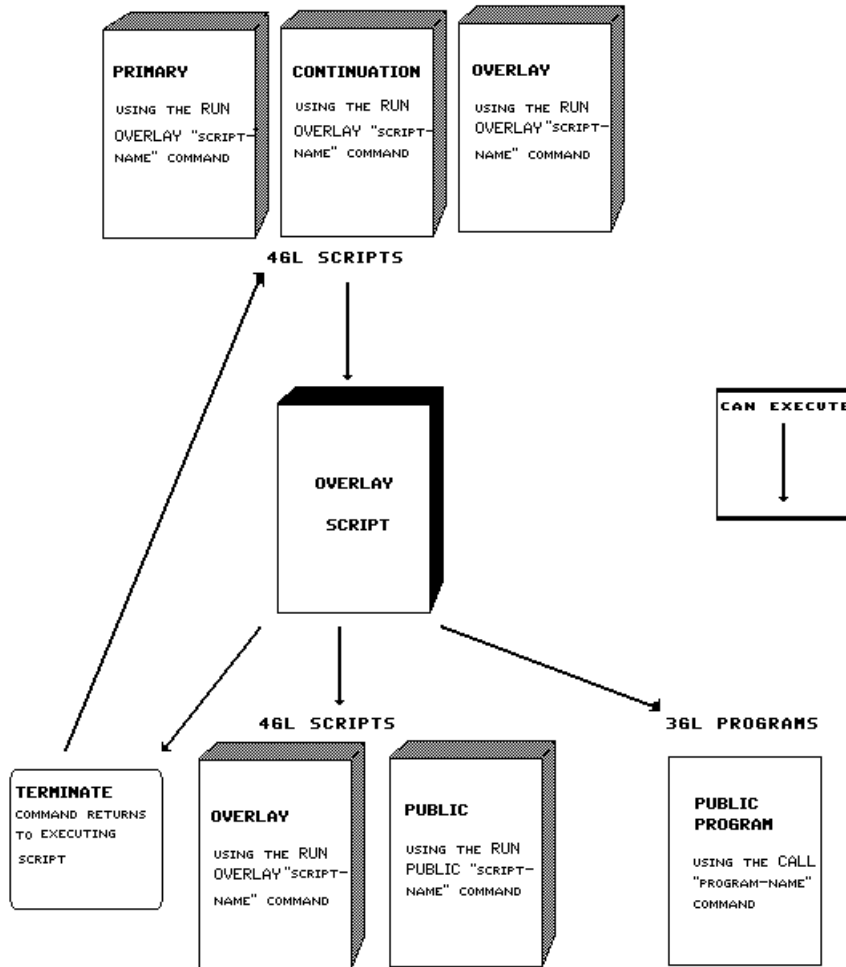 PRIMARY
USING THE RUN
OVERLAY "SCRIPT-
NAME" COMMAND
CONTINUATION
USING THE RUN
OVERLAY "SCRIPT-
NAME" COMMAND
OVERLAY
USING THE RUN
OVERLAY "SCRIPT-
NAME" COMMAND
4GL SCRIPTS
CAN EXECUTE
OVERLAY
SCRIPT
4GL SCRIPTS
3GL PROGRAMS
TERMINATE
COMMAND RETURNS
TO EXECUTING
SCRIPT
OVERLAY
USING THE RUN
OVERLAY "SCRIPT-
NAME" COMMAND
PUBLIC
USING THE RUN
PUBLIC "SCRIPT-
NAME" COMMAND
PUBLIC
PROGRAM
USING THE CALL
"PROGRAM-NAME"
COMMAND